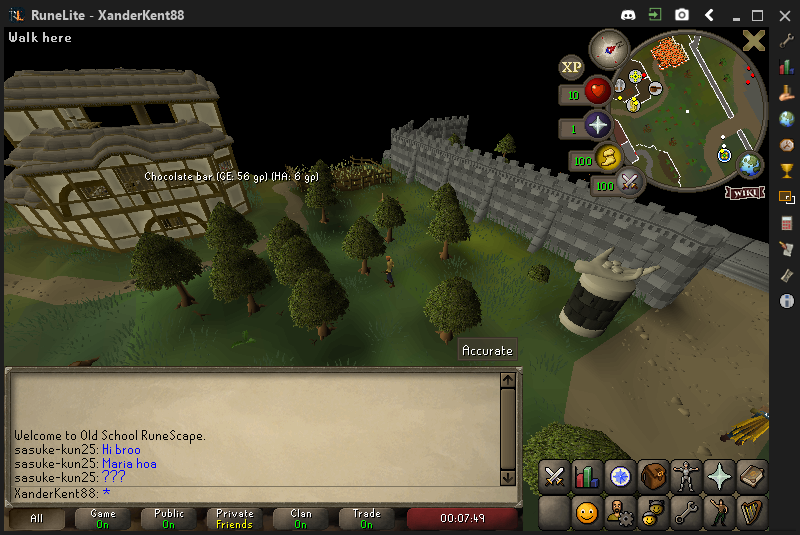 RuneLite - XanderKent88
Walk here
XP
10
1
100
100
WIKI
Chocolate bar (GE: 56 gp) (HA: 6 gp)
Accurate
Welcome to Old School RuneScape.
sasuke-kun25: Hi broo
sasuke-kun25: Maria hoa
sasuke-kun25: ???
XanderKent88: *
All
Game
On
Public
On
Private
Friends
Clan
On
Trade
On
00:07:49